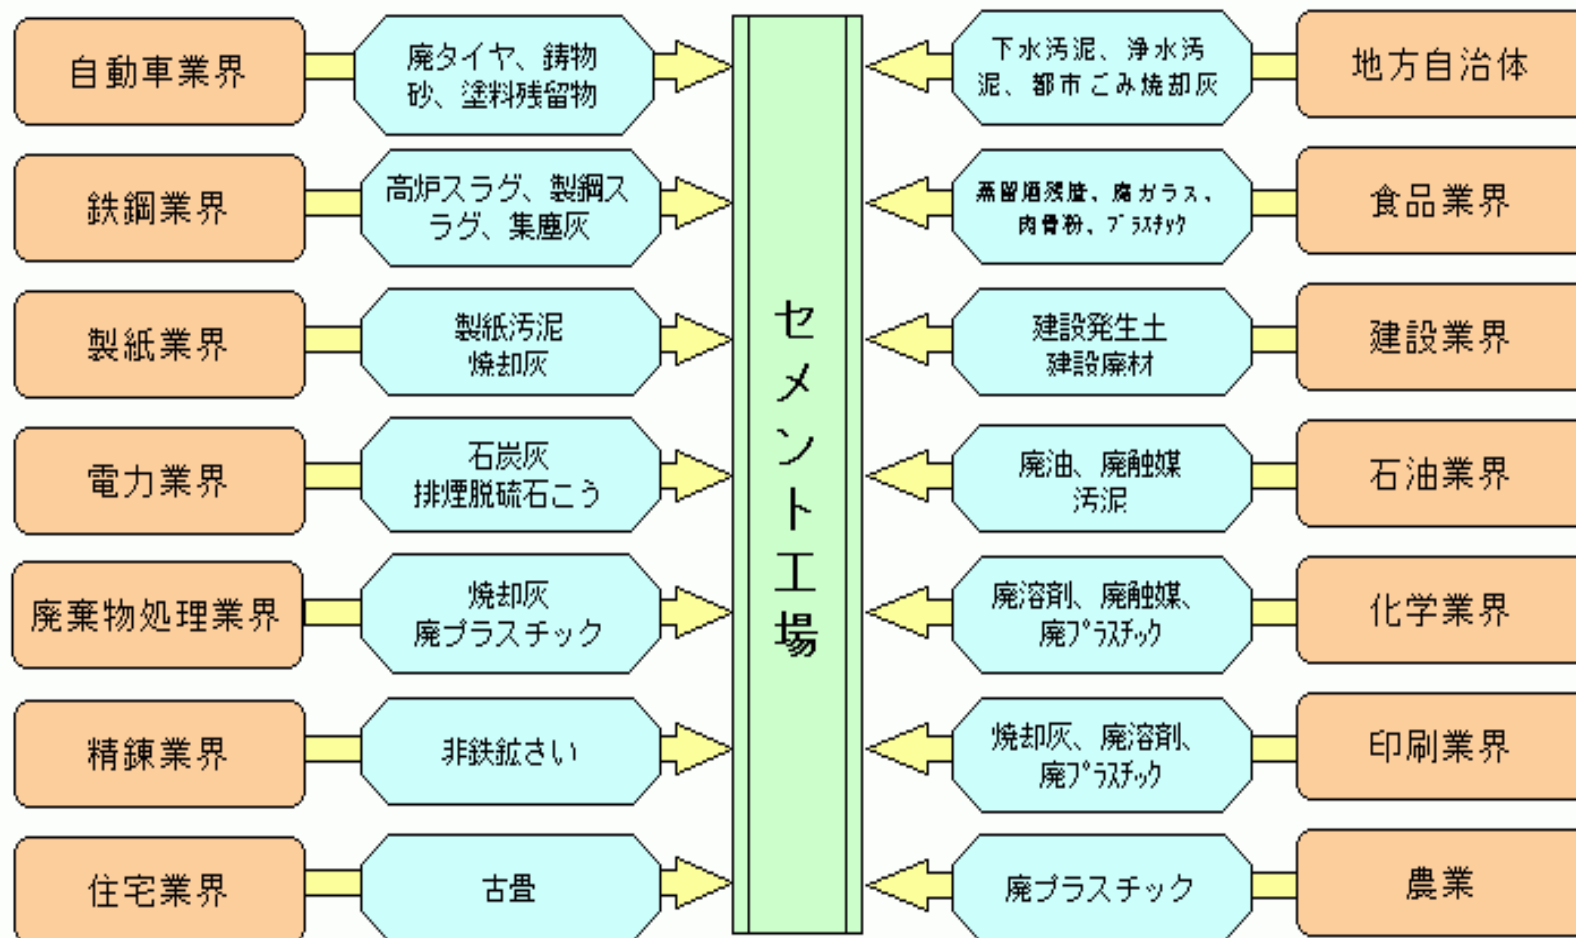 自動車業界
廃タイヤ、鋳物
砂、塗料残留物
下水汚泥、浄水汚
泥、都市ごみ焼却灰
地方自治体
鉄鋼業界
高炉スラグ、製鋼ス
ラグ、集塵灰
蒸留酒残渣、廃ガラス、
肉骨粉、プラスチック
食品業界
製紙業界
製紙汚泥
焼却灰
建設発生土
建設廃材
建設業界
電力業界
石炭灰
排煙脱硫石こう
廃油、廃触媒
汚泥
石油業界
廃棄物処理業界
焼却灰
廃プラスチック
廃溶剤、廃触媒、
廃プラスチック
化学業界
精錬業界
非鉄鉱さい
焼却灰、廃溶剤、
廃プラスチック
印刷業界
住宅業界
古畳
廃プラスチック
農業
セメント工場